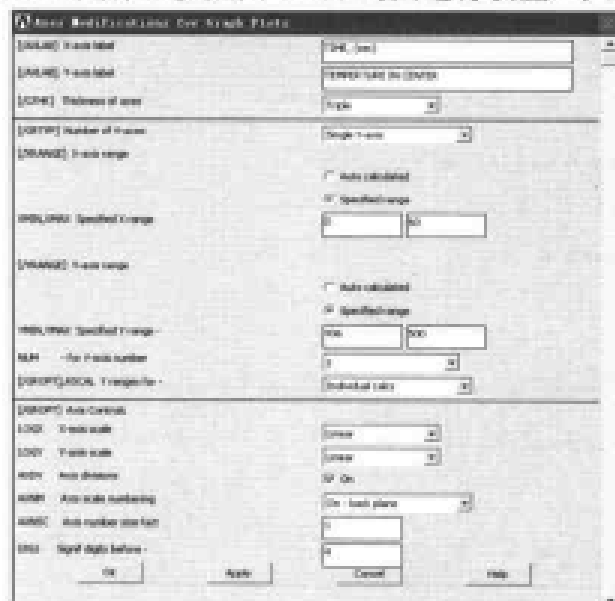 Axes Modifications for Graph Plots
[/AXLAB] X-axis label
TIME, (sec)
[/AXLAB] Y-axis label
TEMPERATURE IN CENTER
Thickness of axes
Triple
Number of Y-axes
Single Y-axis
[/XRANGE] X-axis range
Auto calculated
Specified range
XMIN,XMAX Specified X range
0
60
[/YRANGE] Y-axis range
Auto calculated
Specified range
YMIN,YMAX Specified Y range -
500
NUM - for Y-axis number
[/GROPT],ASCAL Y ranges for -
Individual calcs
[/GROPT] Axis Controls
LOGX X-axis scale
Linear
LOGY Y-axis scale
Linear
AXDV Axis divisions
On
AXNM Axis scale numbering
On - back plane
AXNSC Axis number size fact
1
DIG1 Signif digits before -
4
OK
Apply
Cancel
Help